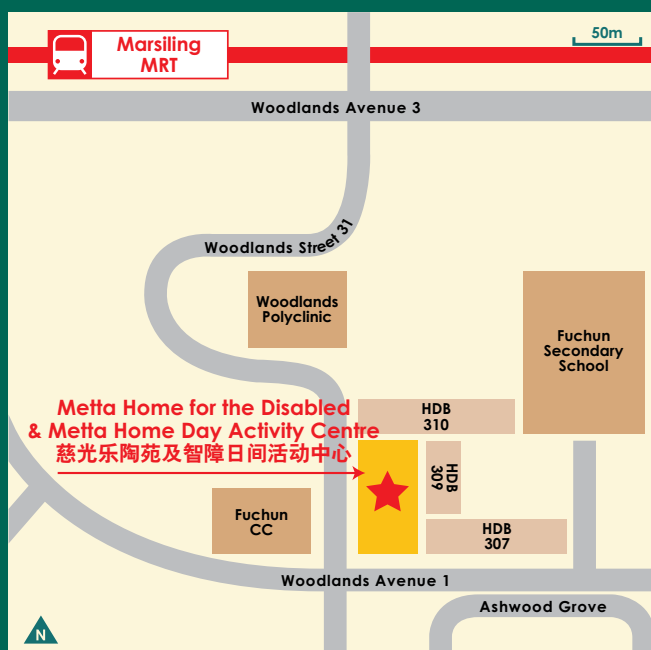 Marsiling
MRT
50m
Woodlands Avenue 3
Woodlands Street 31
Woodlands
Polyclinic
Fuchun
Secondary
School
Metta Home for the Disabled
& Metta Home Day Activity Centre
慈光乐陶苑及智障日间活动中心
HDB
310
HDB
309
Fuchun
CC
HDB
307
Woodlands Avenue 1
Ashwood Grove
N